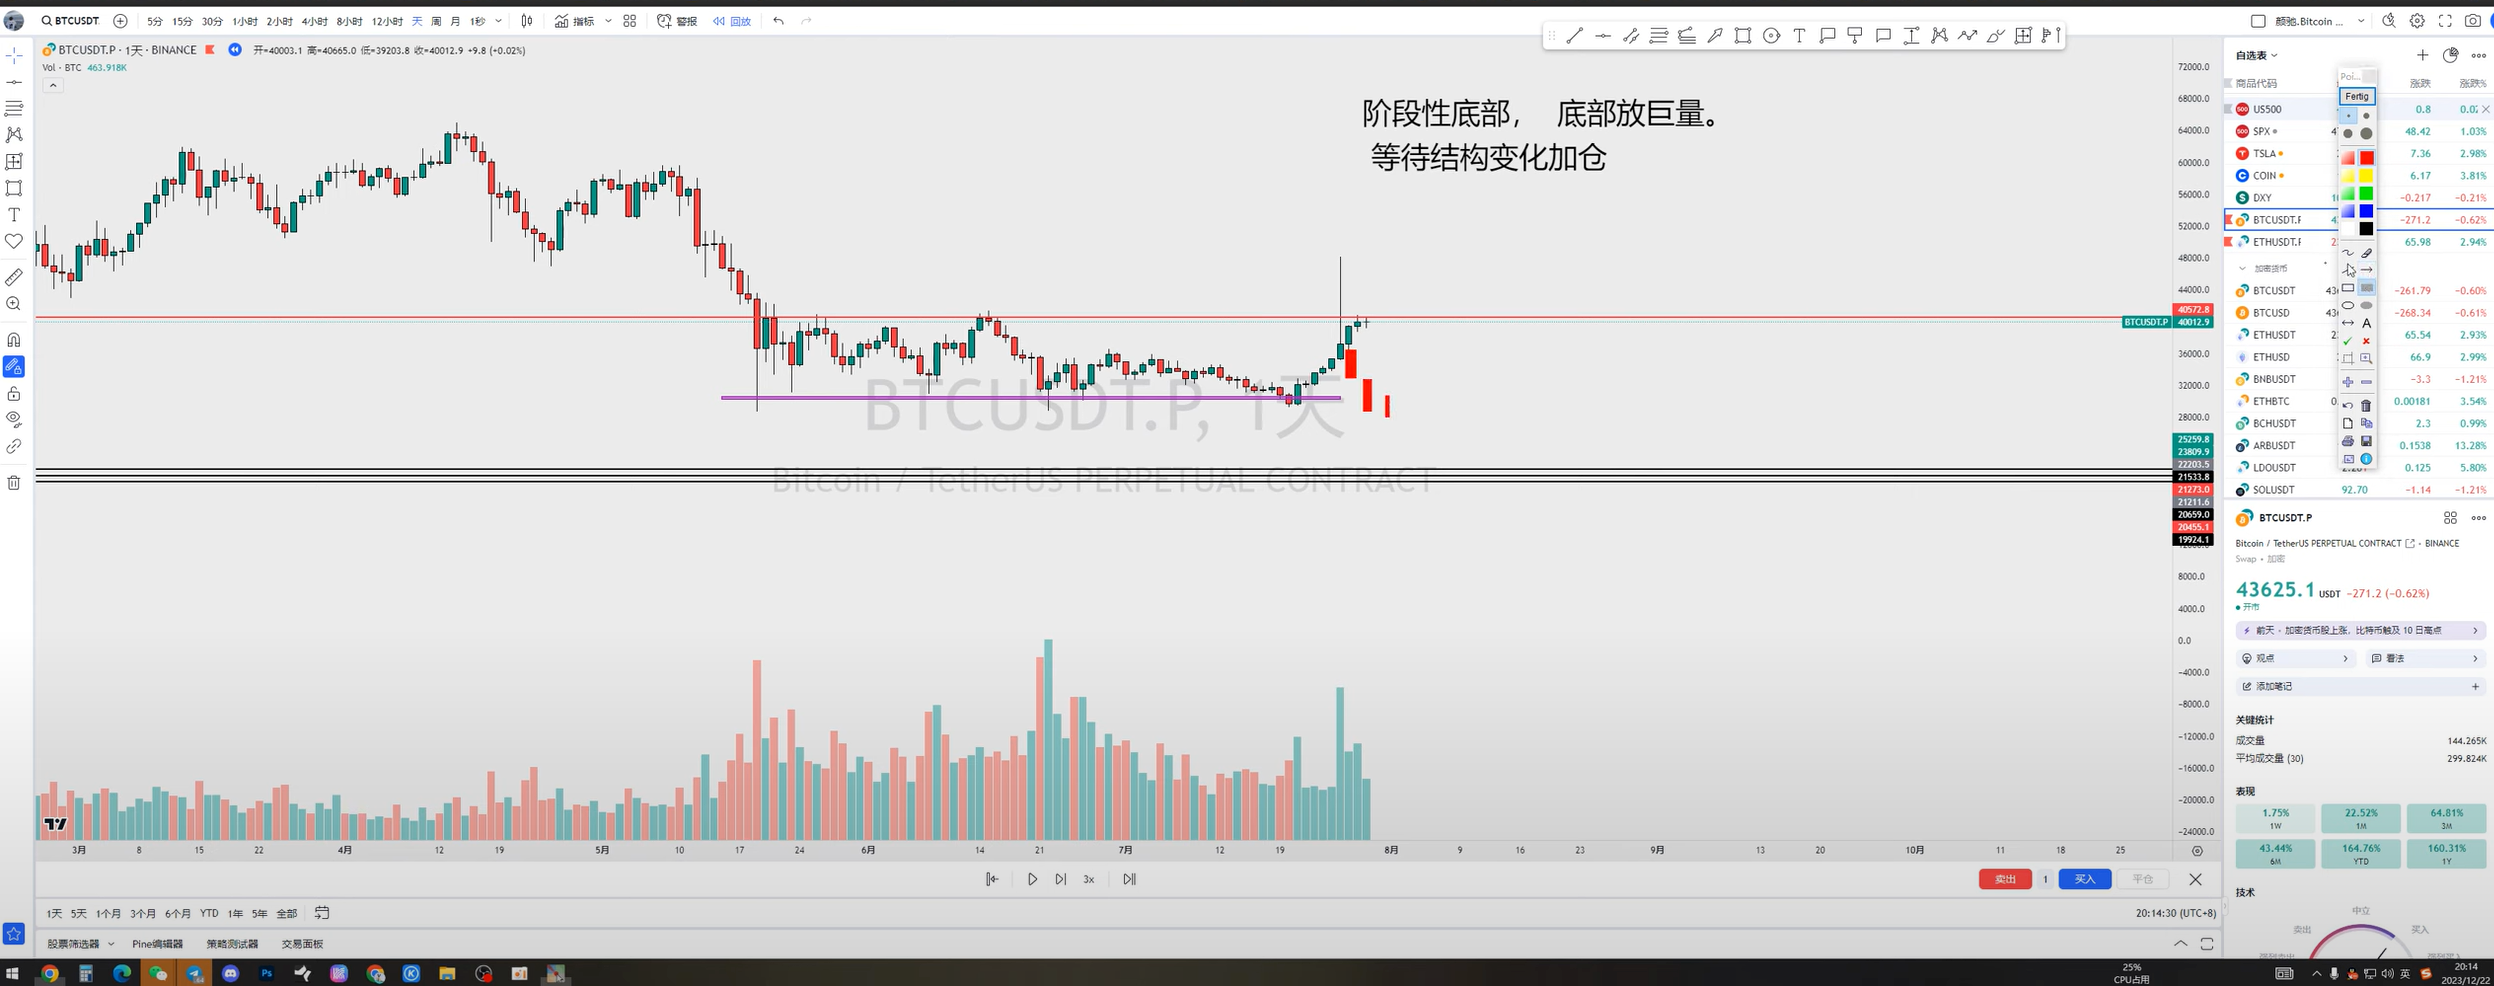 BTCUSDT 5分 15分 30分 1小时 2小时 4小时 8小时 12小时 天 周 月 1秒 指标 警报 回放 颜驰.Bitcoin ...
BTCUSDT.P · 1天 · BINANCE 开=40003.1 高=40665.0 低=39203.8 收=40012.9 +9.8 (+0.02%)
Vol · BTC 463.918K
阶段性底部， 底部放巨量。
等待结构变化加仓
BTCUSDT.P, 1天
Bitcoin / TetherUS PERPETUAL CONTRACT
72000.0
68000.0
64000.0
60000.0
56000.0
52000.0
48000.0
44000.0
40572.8
BTCUSDT.P 40012.9
36000.0
32000.0
28000.0
25259.8
23809.9
22203.5
21533.8
21273.0
21211.6
20659.0
20455.1
19924.1
8000.0
4000.0
0.0
-4000.0
-8000.0
-12000.0
-16000.0
-20000.0
-24000.0
3月 8 15 22 4月 12 19 5月 10 17 24 6月 14 21 7月 12 19 8月 9 16 23 9月 13 20 10月 11 18 25
3x
卖出 1 买入 平仓
1天 5天 1个月 3个月 6个月 YTD 1年 5年 全部
20:14:30 (UTC+8)
股票筛选器 Pine编辑器 策略测试器 交易面板
自选表
商品代码 涨跌 涨跌%
Poi...
Fertig
A
US500 0.8
SPX 48.42 1.03%
TSLA 7.36 2.98%
COIN 6.17 3.81%
DXY -0.217 -0.21%
BTCUSDT.P -271.2 -0.62%
ETHUSDT.P 65.98 2.94%
加密货币
BTCUSDT -261.79 -0.60%
BTCUSD -268.34 -0.61%
ETHUSDT 65.54 2.93%
ETHUSD 66.9 2.99%
BNBUSDT -3.3 -1.21%
ETHBTC 0.00181 3.54%
BCHUSDT 2.3 0.99%
ARBUSDT 0.1538 13.28%
LDOUSDT 0.125 5.80%
SOLUSDT 92.70 -1.14 -1.21%
BTCUSDT.P
Bitcoin / TetherUS PERPETUAL CONTRACT • BINANCE
Swap • 加密
43625.1 USDT -271.2 (-0.62%)
开市
前天 · 加密货币股上涨，比特币触及 10 日高点
观点 看法
添加笔记
关键统计
成交量 144.265K
平均成交量 (30) 299.824K
表现
1.75% 22.52% 64.81%
1W 1M 3M
43.44% 164.76% 160.31%
6M YTD 1Y
技术
中立
卖出 买入
25%
CPU占用
英
20:14
2023/12/22